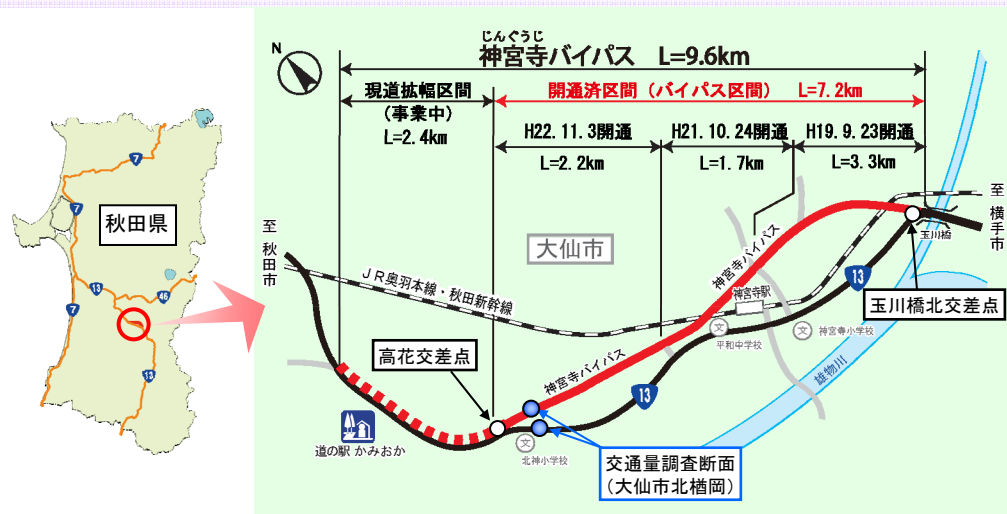 秋田県
7
7
7
13
46
13
N
じんぐうじ
神宮寺バイパス L=9.6km
現道拡幅区間
(事業中)
L=2.4km
開通済区間(バイパス区間) L=7.2km
H22.11.3開通
L=2.2km
H21.10.24開通
L=1.7km
H19.9.23開通
L=3.3km
至 秋田市
至 横手市
大仙市
JR奥羽本線・秋田新幹線
神宮寺バイパス
神宮寺バイパス
13
13
玉川橋
玉川橋北交差点
神宮寺駅
文
平和中学校
文
神宮寺小学校
雄物川
高花交差点
道の駅 かみおか
文
北神小学校
交通量調査断面
(大仙市北楢岡)